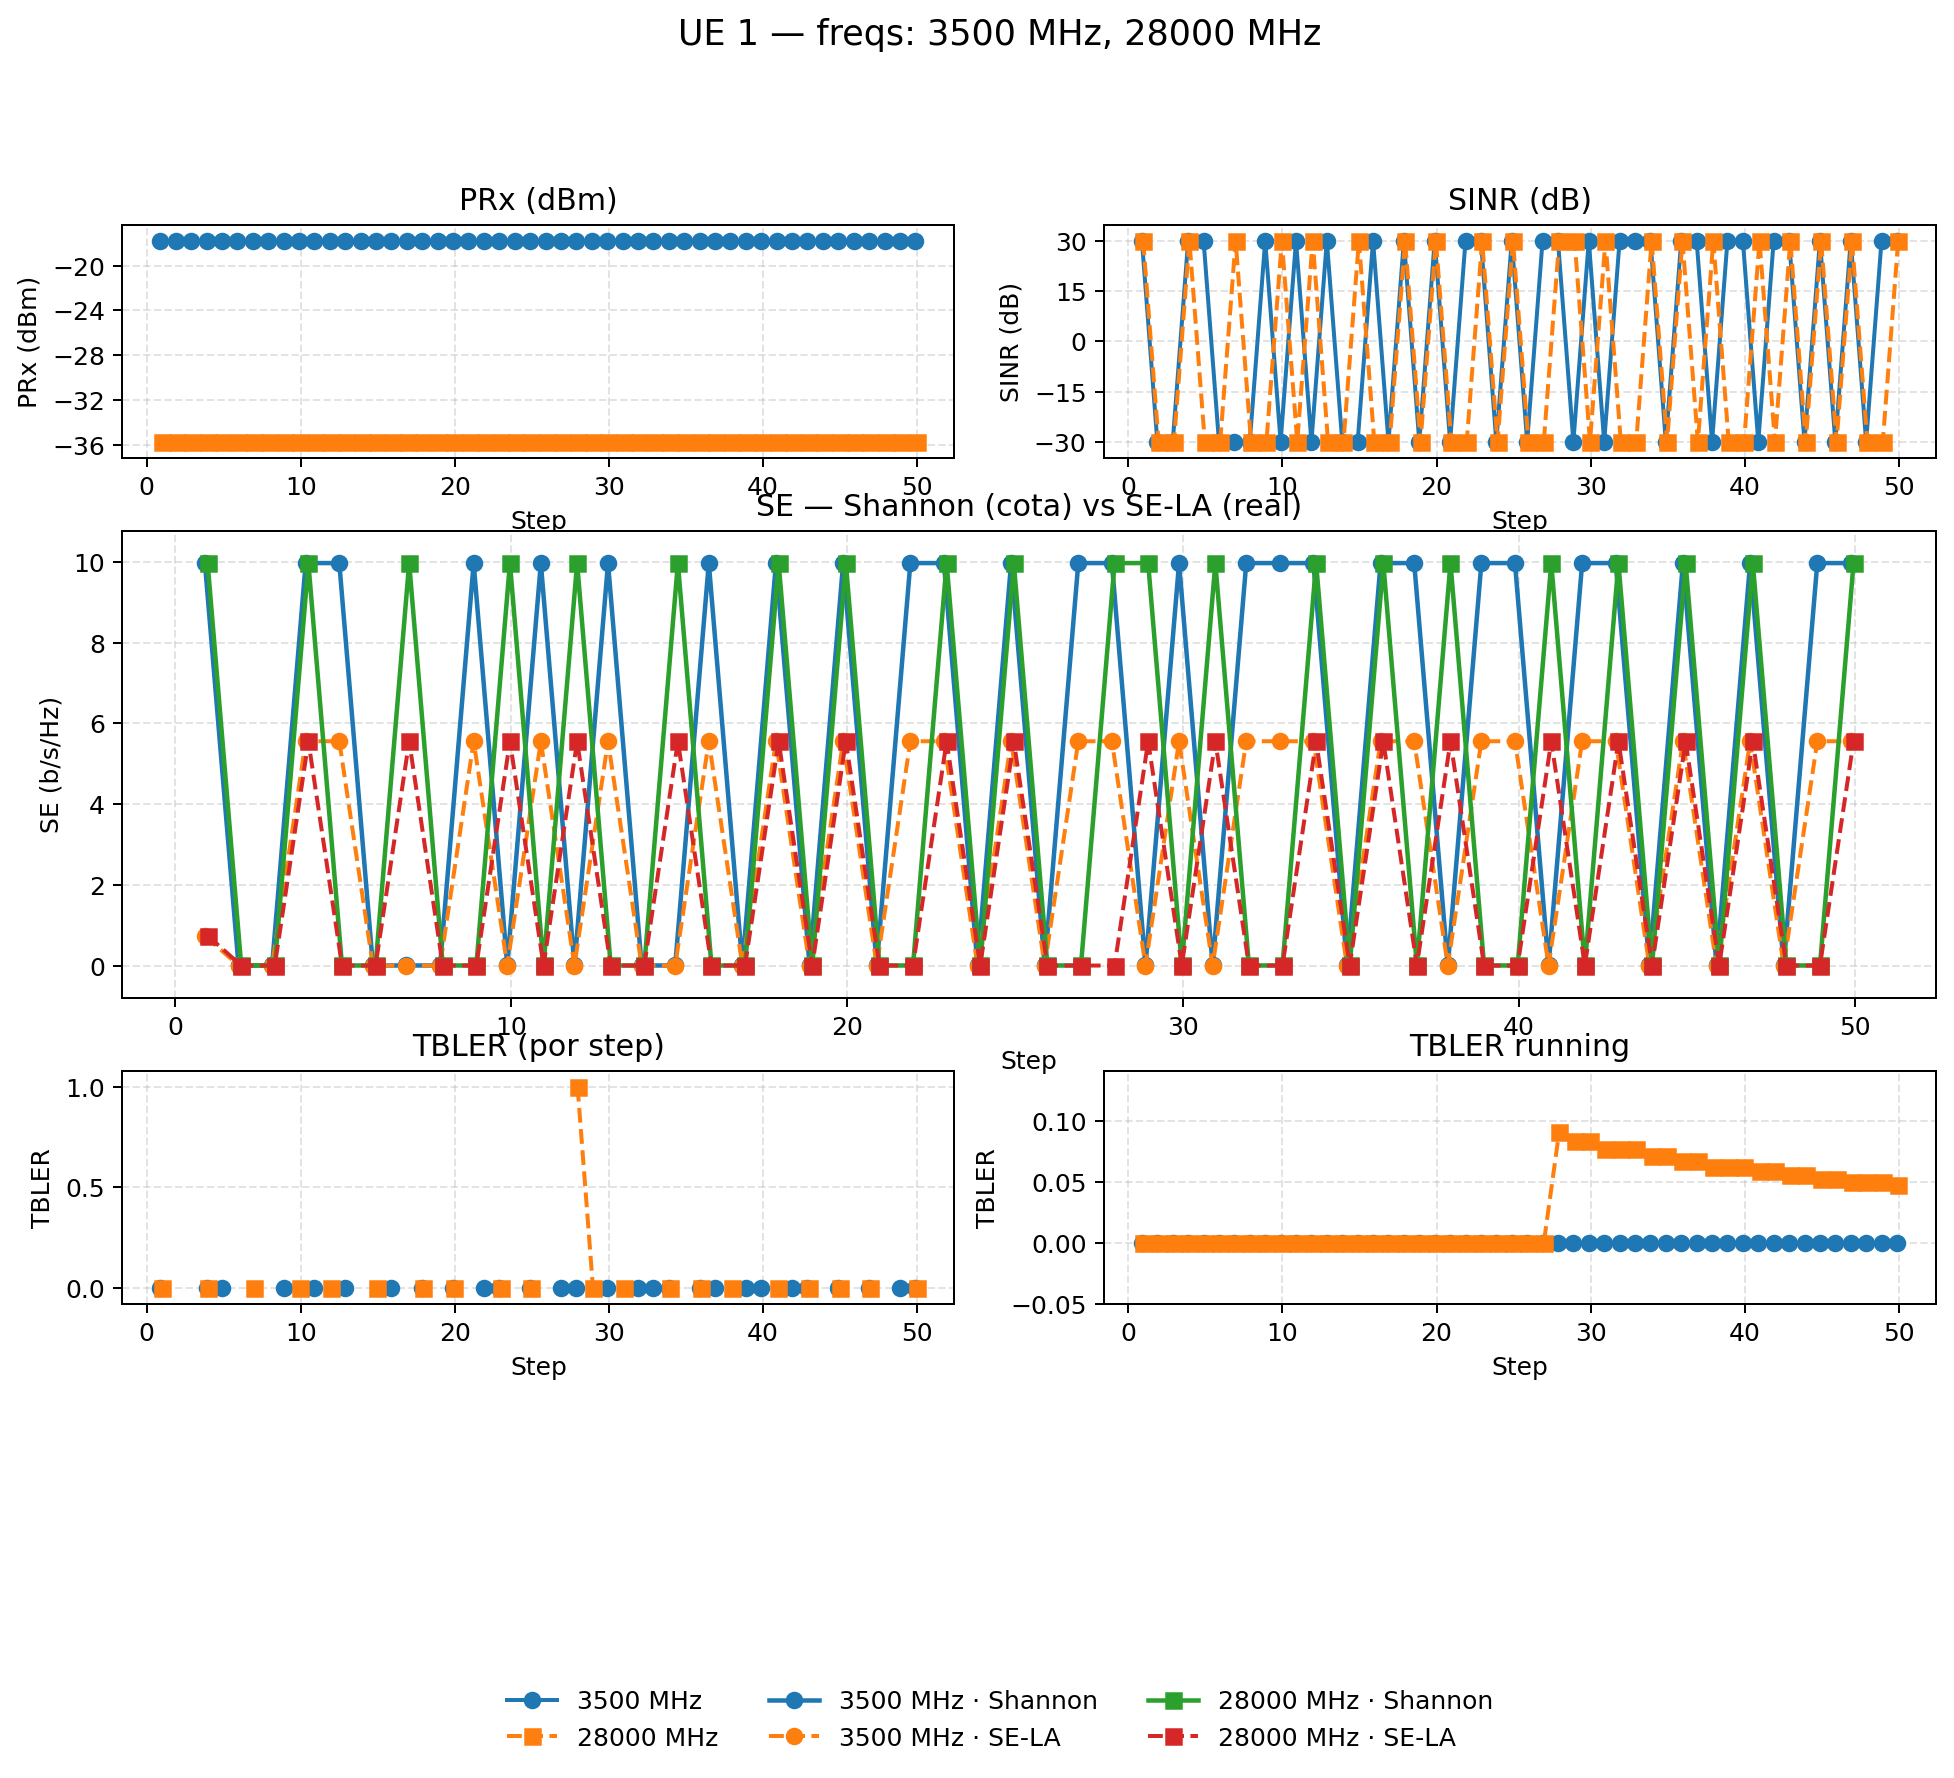 UE 1 — freqs: 3500 MHz, 28000 MHz
PRx (dBm)
PRx (dBm)
−20
−24
−28
−32
−36
0 10 20 30 40 50
Step
SINR (dB)
SINR (dB)
30
15
0
−15
−30
0 10 20 30 40 50
Step
SE — Shannon (cota) vs SE-LA (real)
SE (b/s/Hz)
10
8
6
4
2
0
0 10 20 30 40 50
Step
TBLER (por step)
TBLER
1.0
0.5
0.0
0 10 20 30 40 50
Step
TBLER running
TBLER
0.10
0.05
0.00
−0.05
0 10 20 30 40 50
Step
3500 MHz
28000 MHz
3500 MHz · Shannon
3500 MHz · SE-LA
28000 MHz · Shannon
28000 MHz · SE-LA